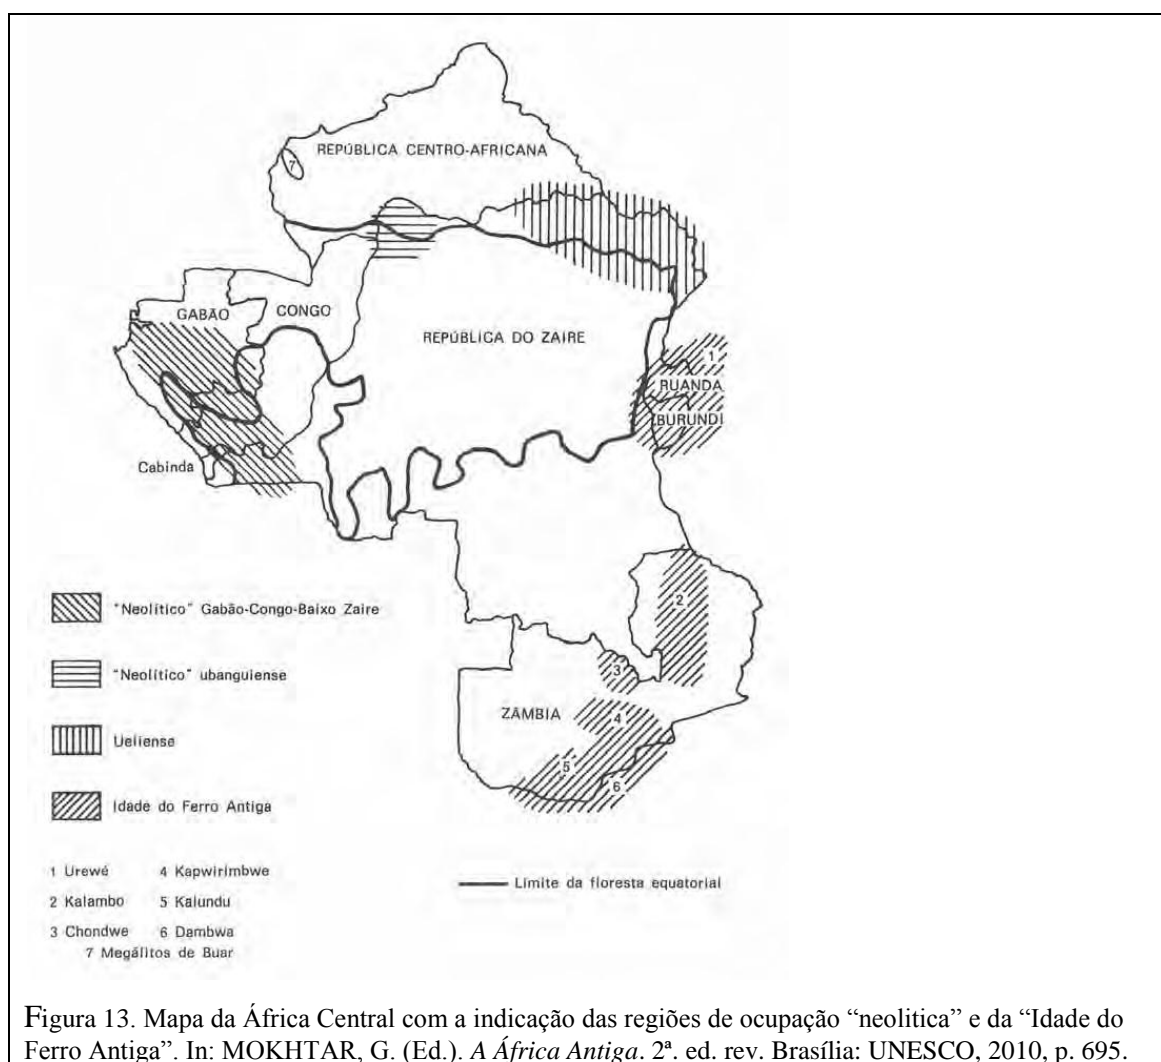 REPÚBLICA CENTRO-AFRICANA
7
GABÃO
CONGO
REPÚBLICA DO ZAIRE
1
RUANDA
BURUNDI
Cabinda
2
3
ZÂMBIA
4
5
6
"Neolítico" Gabão-Congo-Baixo Zaire
"Neolítico" ubanguiense
Ueliense
Idade do Ferro Antiga
1 Urewé 4 Kapwirimbwe
2 Kalambo 5 Kalundu
3 Chondwe 6 Dambwa
7 Megálitos de Buar
Limite da floresta equatorial
Figura 13. Mapa da África Central com a indicação das regiões de ocupação “neolitica” e da “Idade do
Ferro Antiga”. In: MOKHTAR, G. (Ed.). A África Antiga. 2ª. ed. rev. Brasília: UNESCO, 2010, p. 695.